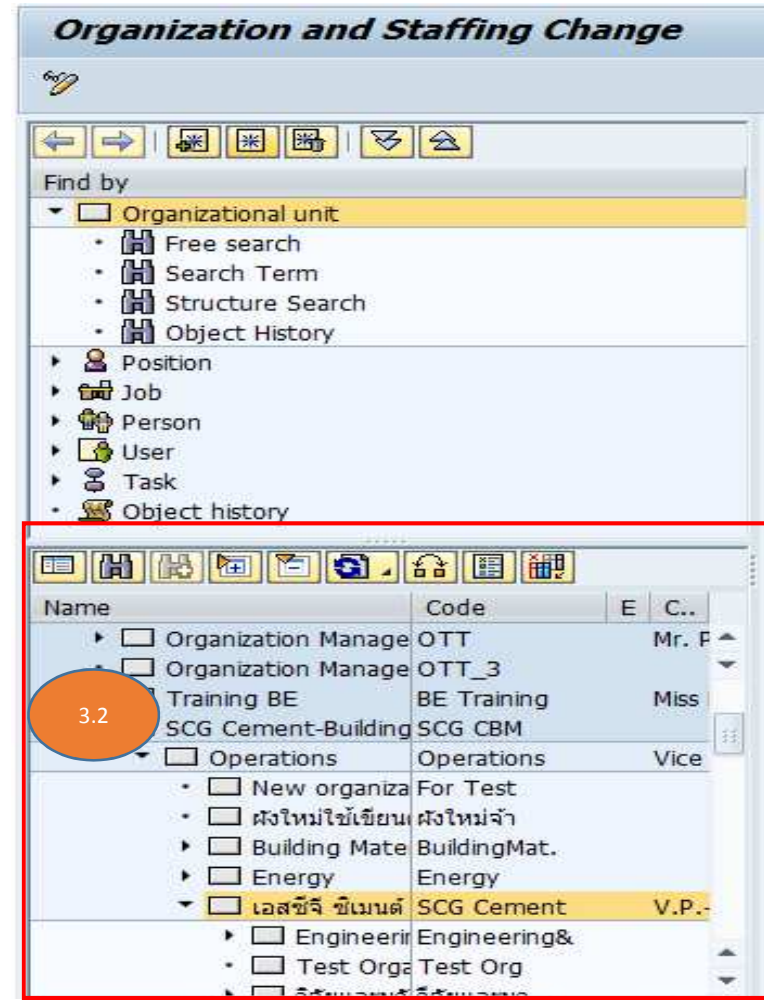 Organization and Staffing Change
Find by
Organizational unit
Free search
Search Term
Structure Search
Object History
Position
Job
Person
User
Task
Object history
Name Code E C..
Organization Manage OTT Mr. P
Organization Manage OTT_3
Training BE BE Training Miss
3.2
SCG Cement-Building SCG CBM
Operations Operations Vice
New organiza For Test
ผังใหม่ใช้เขียน ผังใหม่จ้า
Building Mate BuildingMat.
Energy Energy
เอสซีจี ซิเมนต์ SCG Cement V.P.-
Engineerin Engineering&
Test Orga Test Org